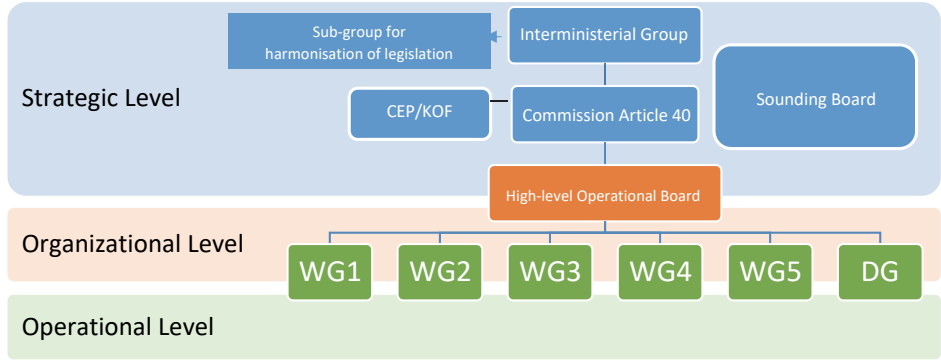 Sub-group for
harmonisation of legislation
Interministerial Group
Strategic Level
CEP/KOF
Commission Article 40
Sounding Board
High-level Operational Board
Organizational Level
WG1
WG2
WG3
WG4
WG5
DG
Operational Level